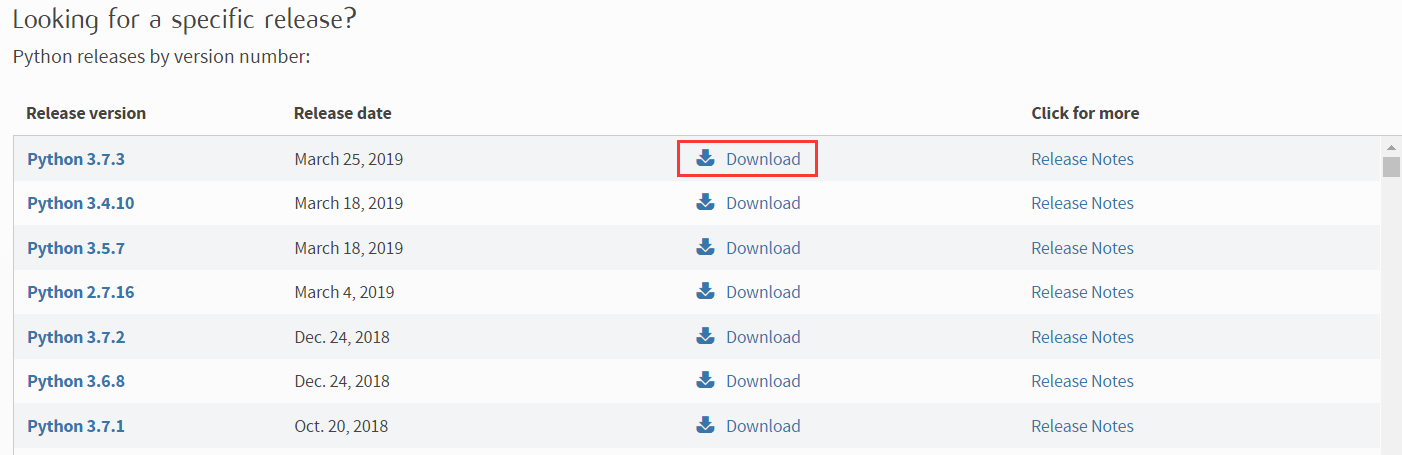 Looking for a specific release?
Python releases by version number:
Release version Release date Click for more
Python 3.7.3 March 25, 2019 Download Release Notes
Python 3.4.10 March 18, 2019 Download Release Notes
Python 3.5.7 March 18, 2019 Download Release Notes
Python 2.7.16 March 4, 2019 Download Release Notes
Python 3.7.2 Dec. 24, 2018 Download Release Notes
Python 3.6.8 Dec. 24, 2018 Download Release Notes
Python 3.7.1 Oct. 20, 2018 Download Release Notes